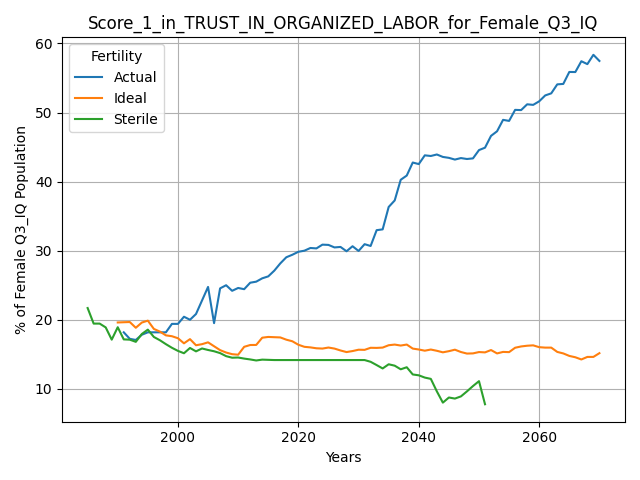 Score_1_in_TRUST_IN_ORGANIZED_LABOR_for_Female_Q3_IQ
Fertility
Actual
Ideal
Sterile
% of Female Q3_IQ Population
60
50
40
30
20
10
2000 2020 2040 2060
Years